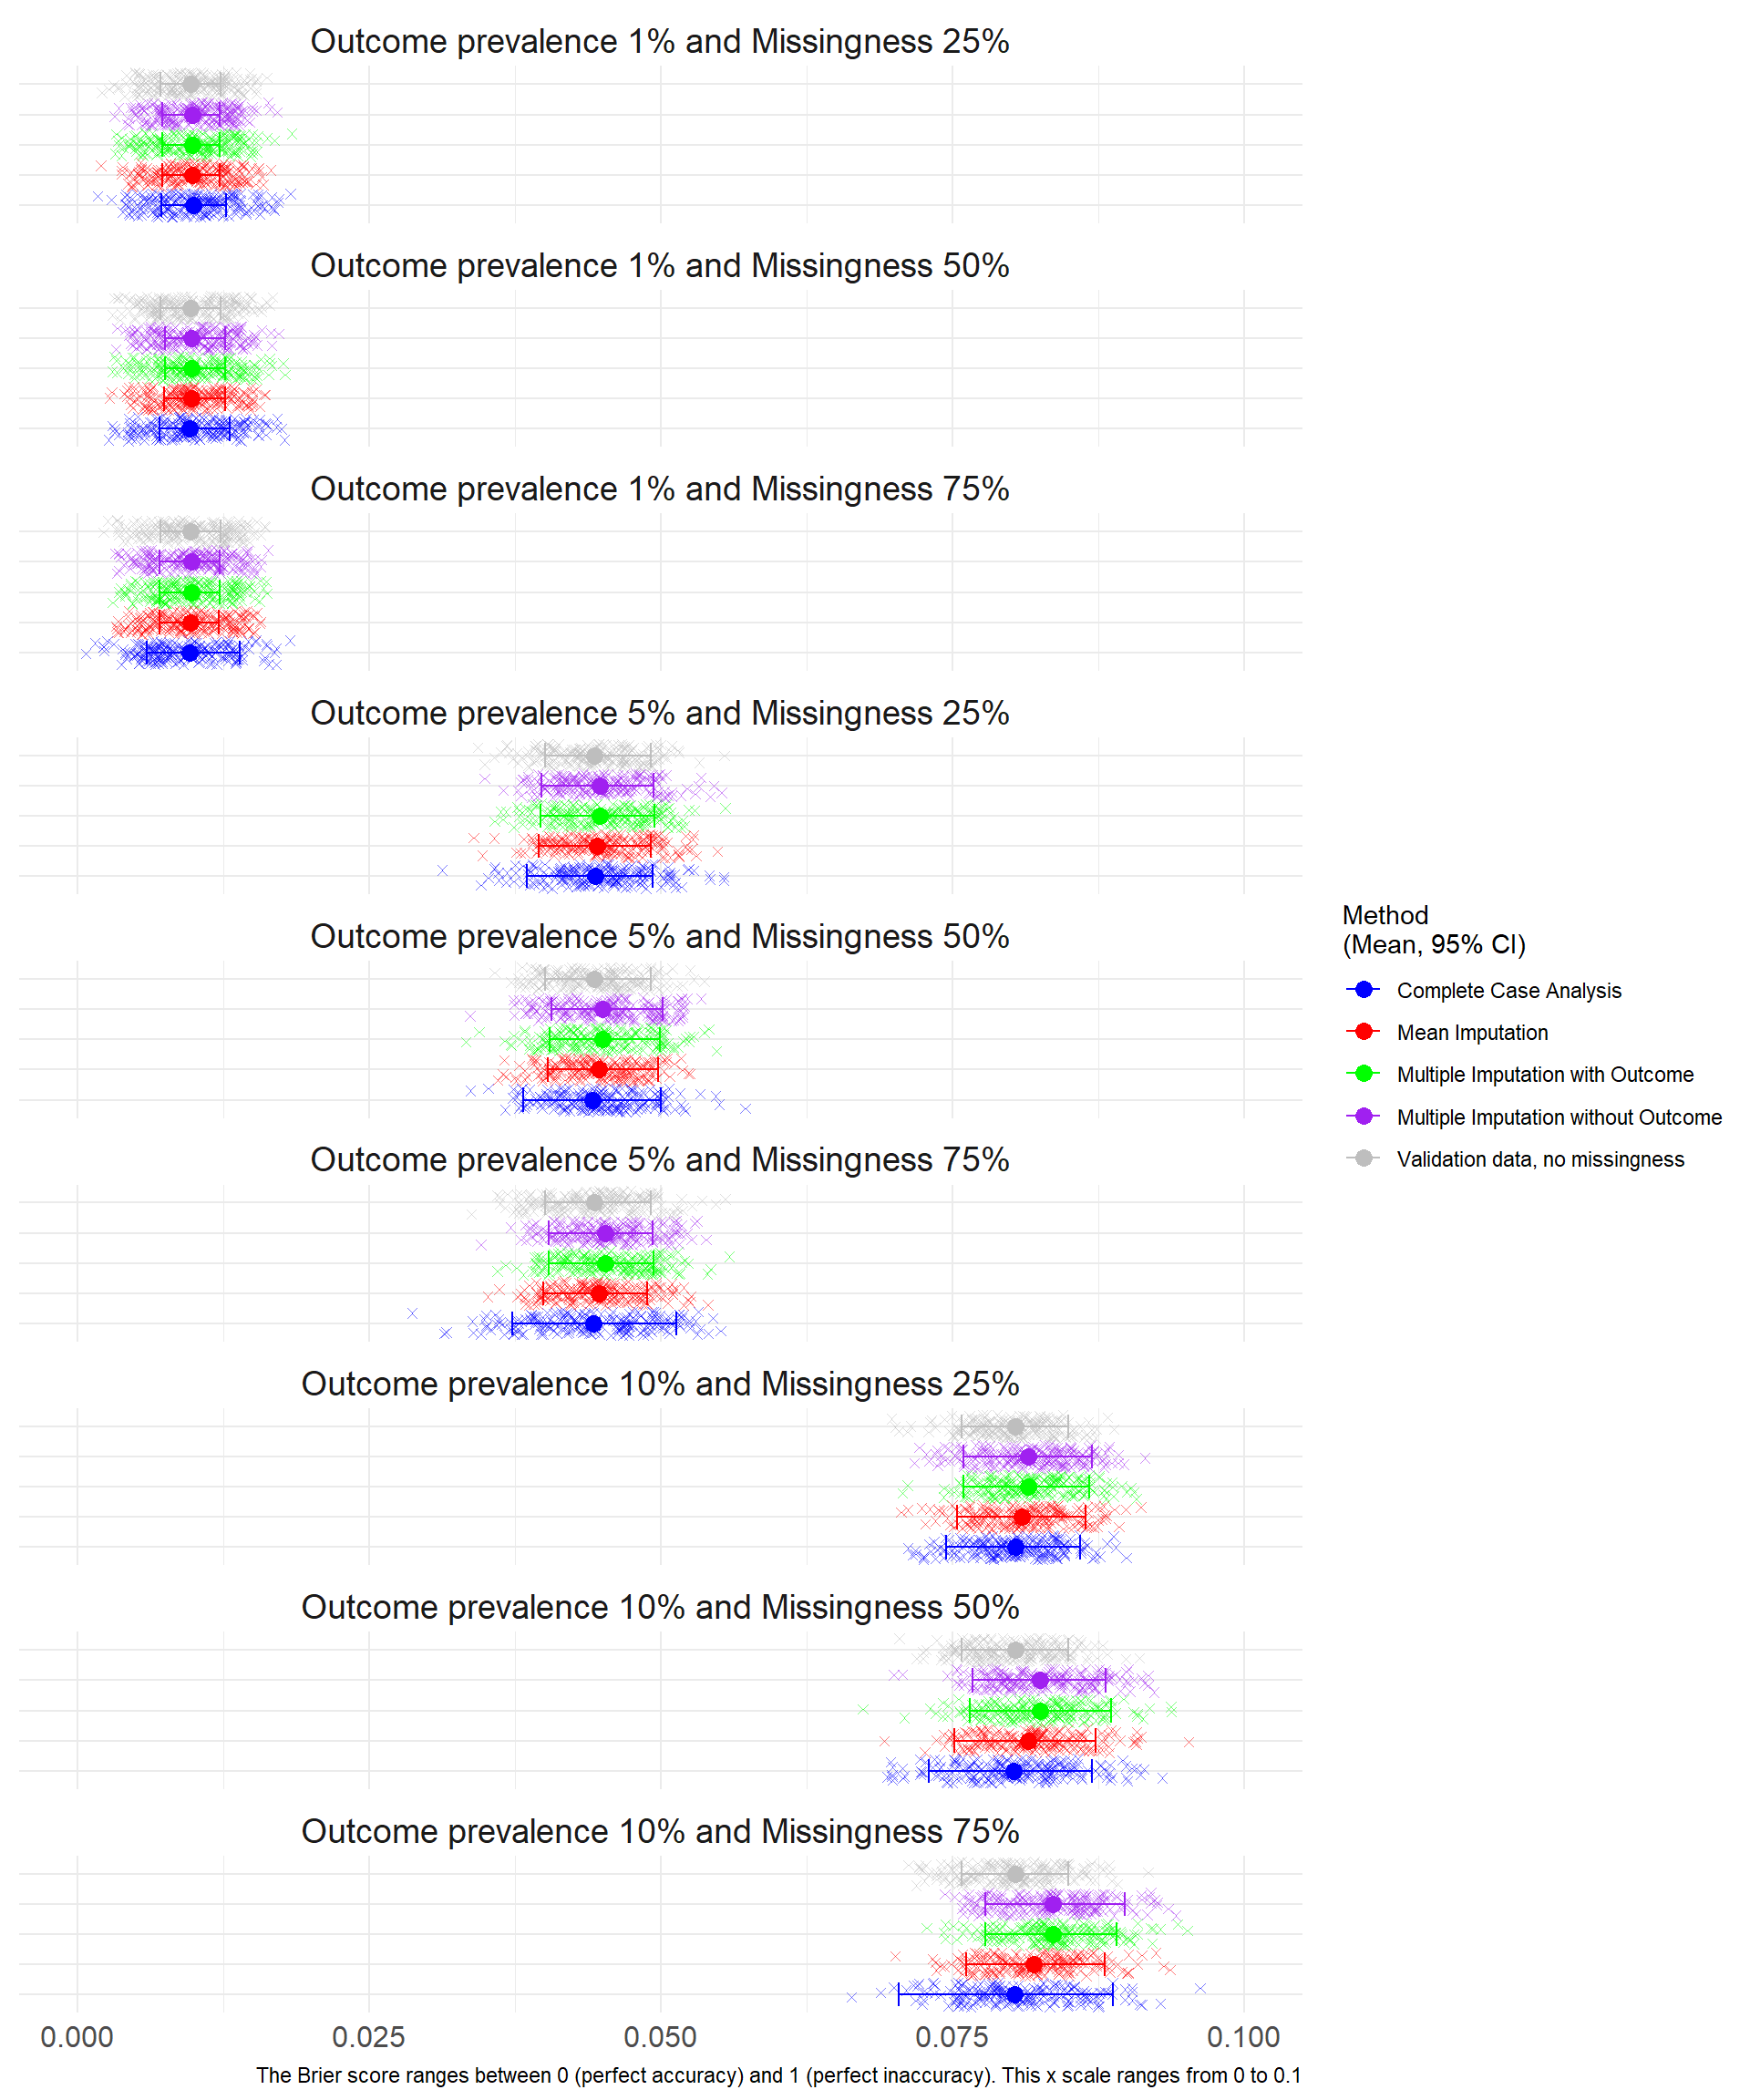 Outcome prevalence 1% and Missingness 25%
Outcome prevalence 1% and Missingness 50%
Outcome prevalence 1% and Missingness 75%
Outcome prevalence 5% and Missingness 25%
Outcome prevalence 5% and Missingness 50%
Outcome prevalence 5% and Missingness 75%
Outcome prevalence 10% and Missingness 25%
Outcome prevalence 10% and Missingness 50%
Outcome prevalence 10% and Missingness 75%
0.000 0.025 0.050 0.075 0.100
The Brier score ranges between 0 (perfect accuracy) and 1 (perfect inaccuracy). This x scale ranges from 0 to 0.1
Method
(Mean, 95% CI)
Complete Case Analysis
Mean Imputation
Multiple Imputation with Outcome
Multiple Imputation without Outcome
Validation data, no missingness